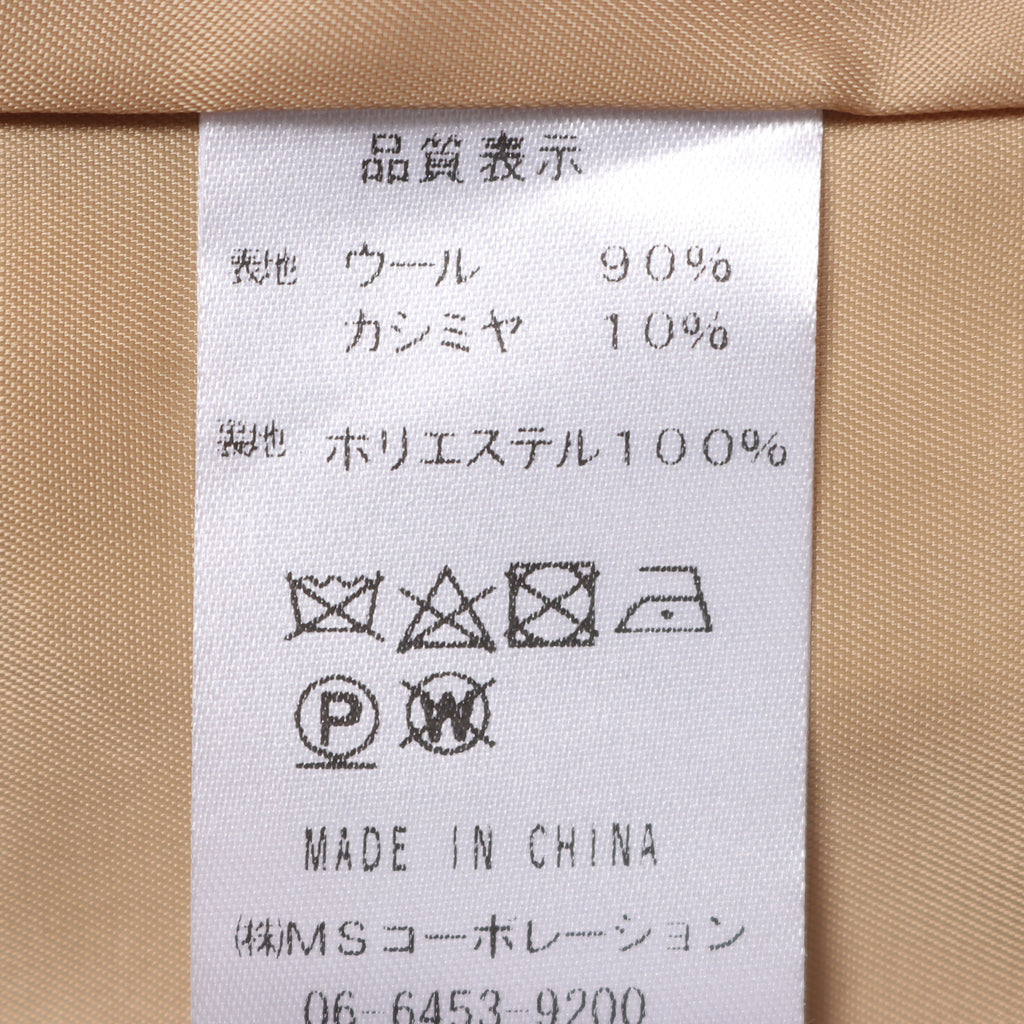 品質表示
表地 ウール 90%
カシミヤ 10%
裏地 ポリエステル100%
P W
MADE IN CHINA
(株)MSコーポレーション
06-6453-9200